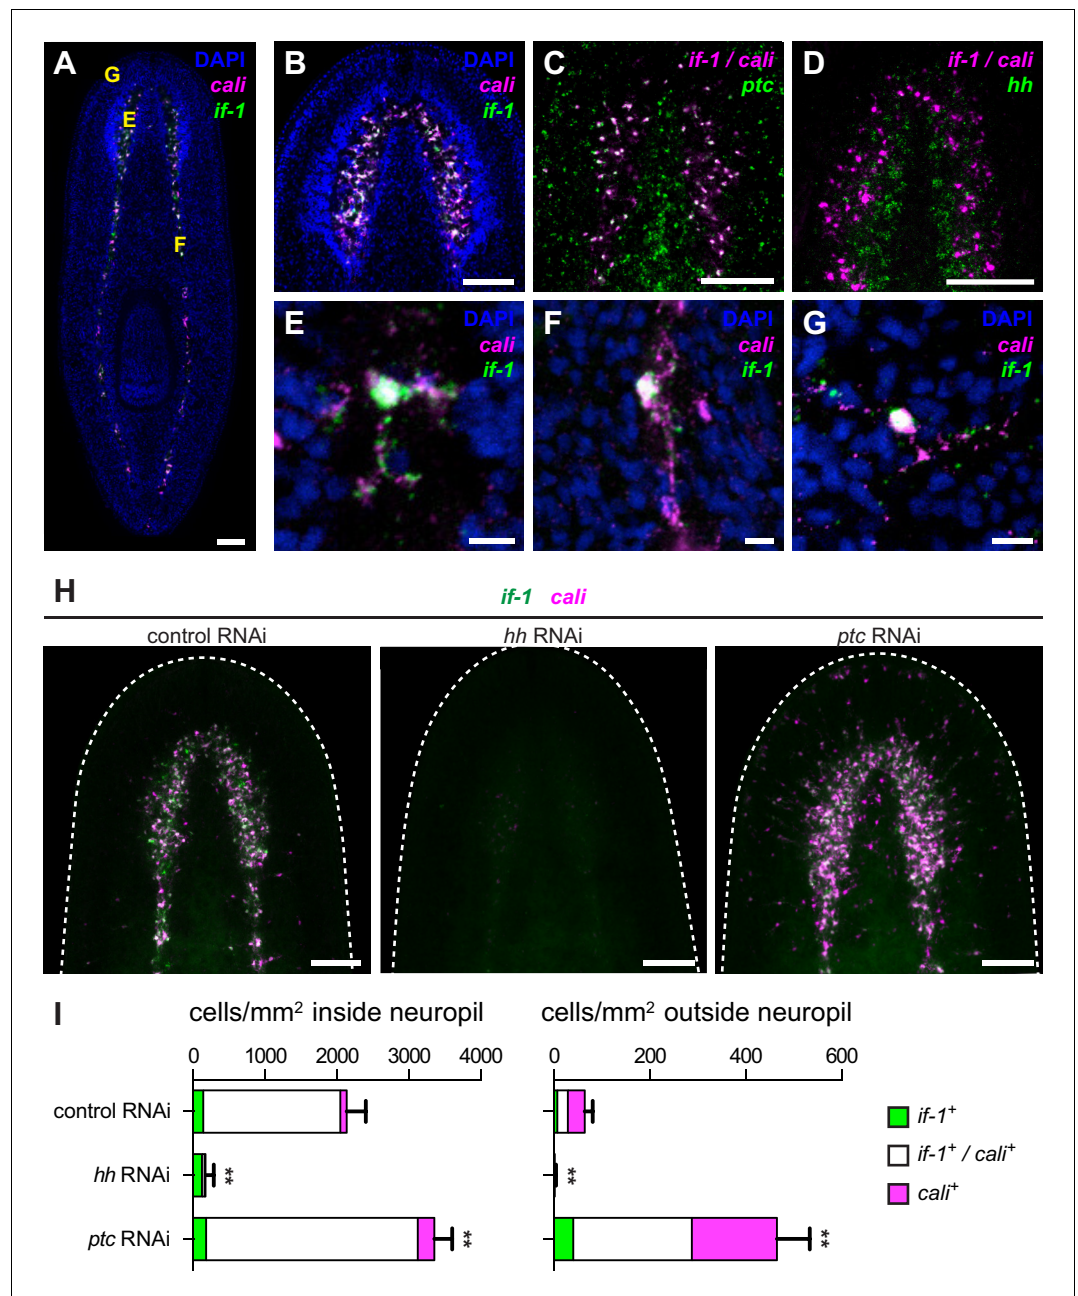 A
DAPI
cali
if-1
G
E
F
B
DAPI
cali
if-1
C
if-1 / cali
ptc
D
if-1 / cali
hh
E
DAPI
cali
if-1
F
DAPI
cali
if-1
G
DAPI
cali
if-1
H
if-1 cali
control RNAi
hh RNAi
ptc RNAi
I
cells/mm² inside neuropil
cells/mm² outside neuropil
0 1000 2000 3000 4000
0 200 400 600
control RNAi
hh RNAi
**
**
ptc RNAi
**
**
if-1⁺
if-1⁺ / cali⁺
cali⁺